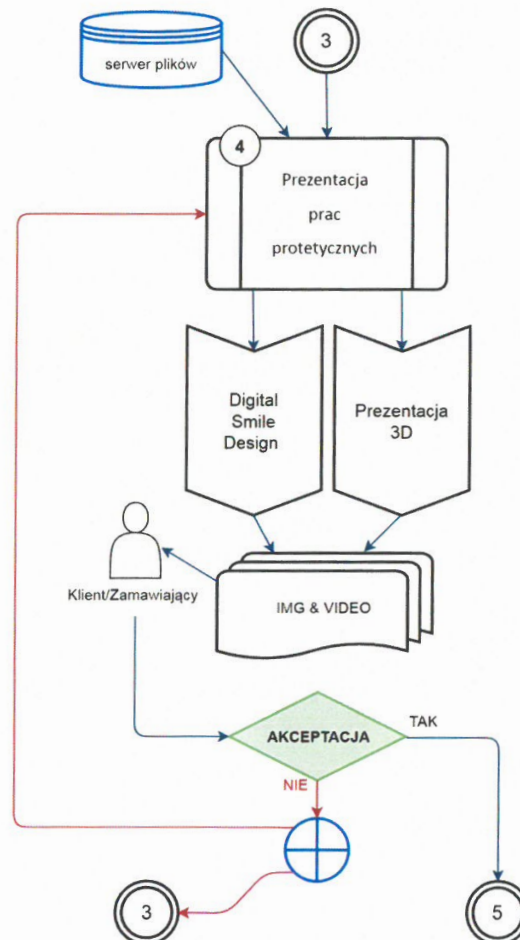 3
serwer plików
4
Prezentacja
prac
protetycznych
Digital
Smile
Design
Prezentacja
3D
Klient/Zamawiający
IMG & VIDEO
AKCEPTACJA
TAK
NIE
3
5